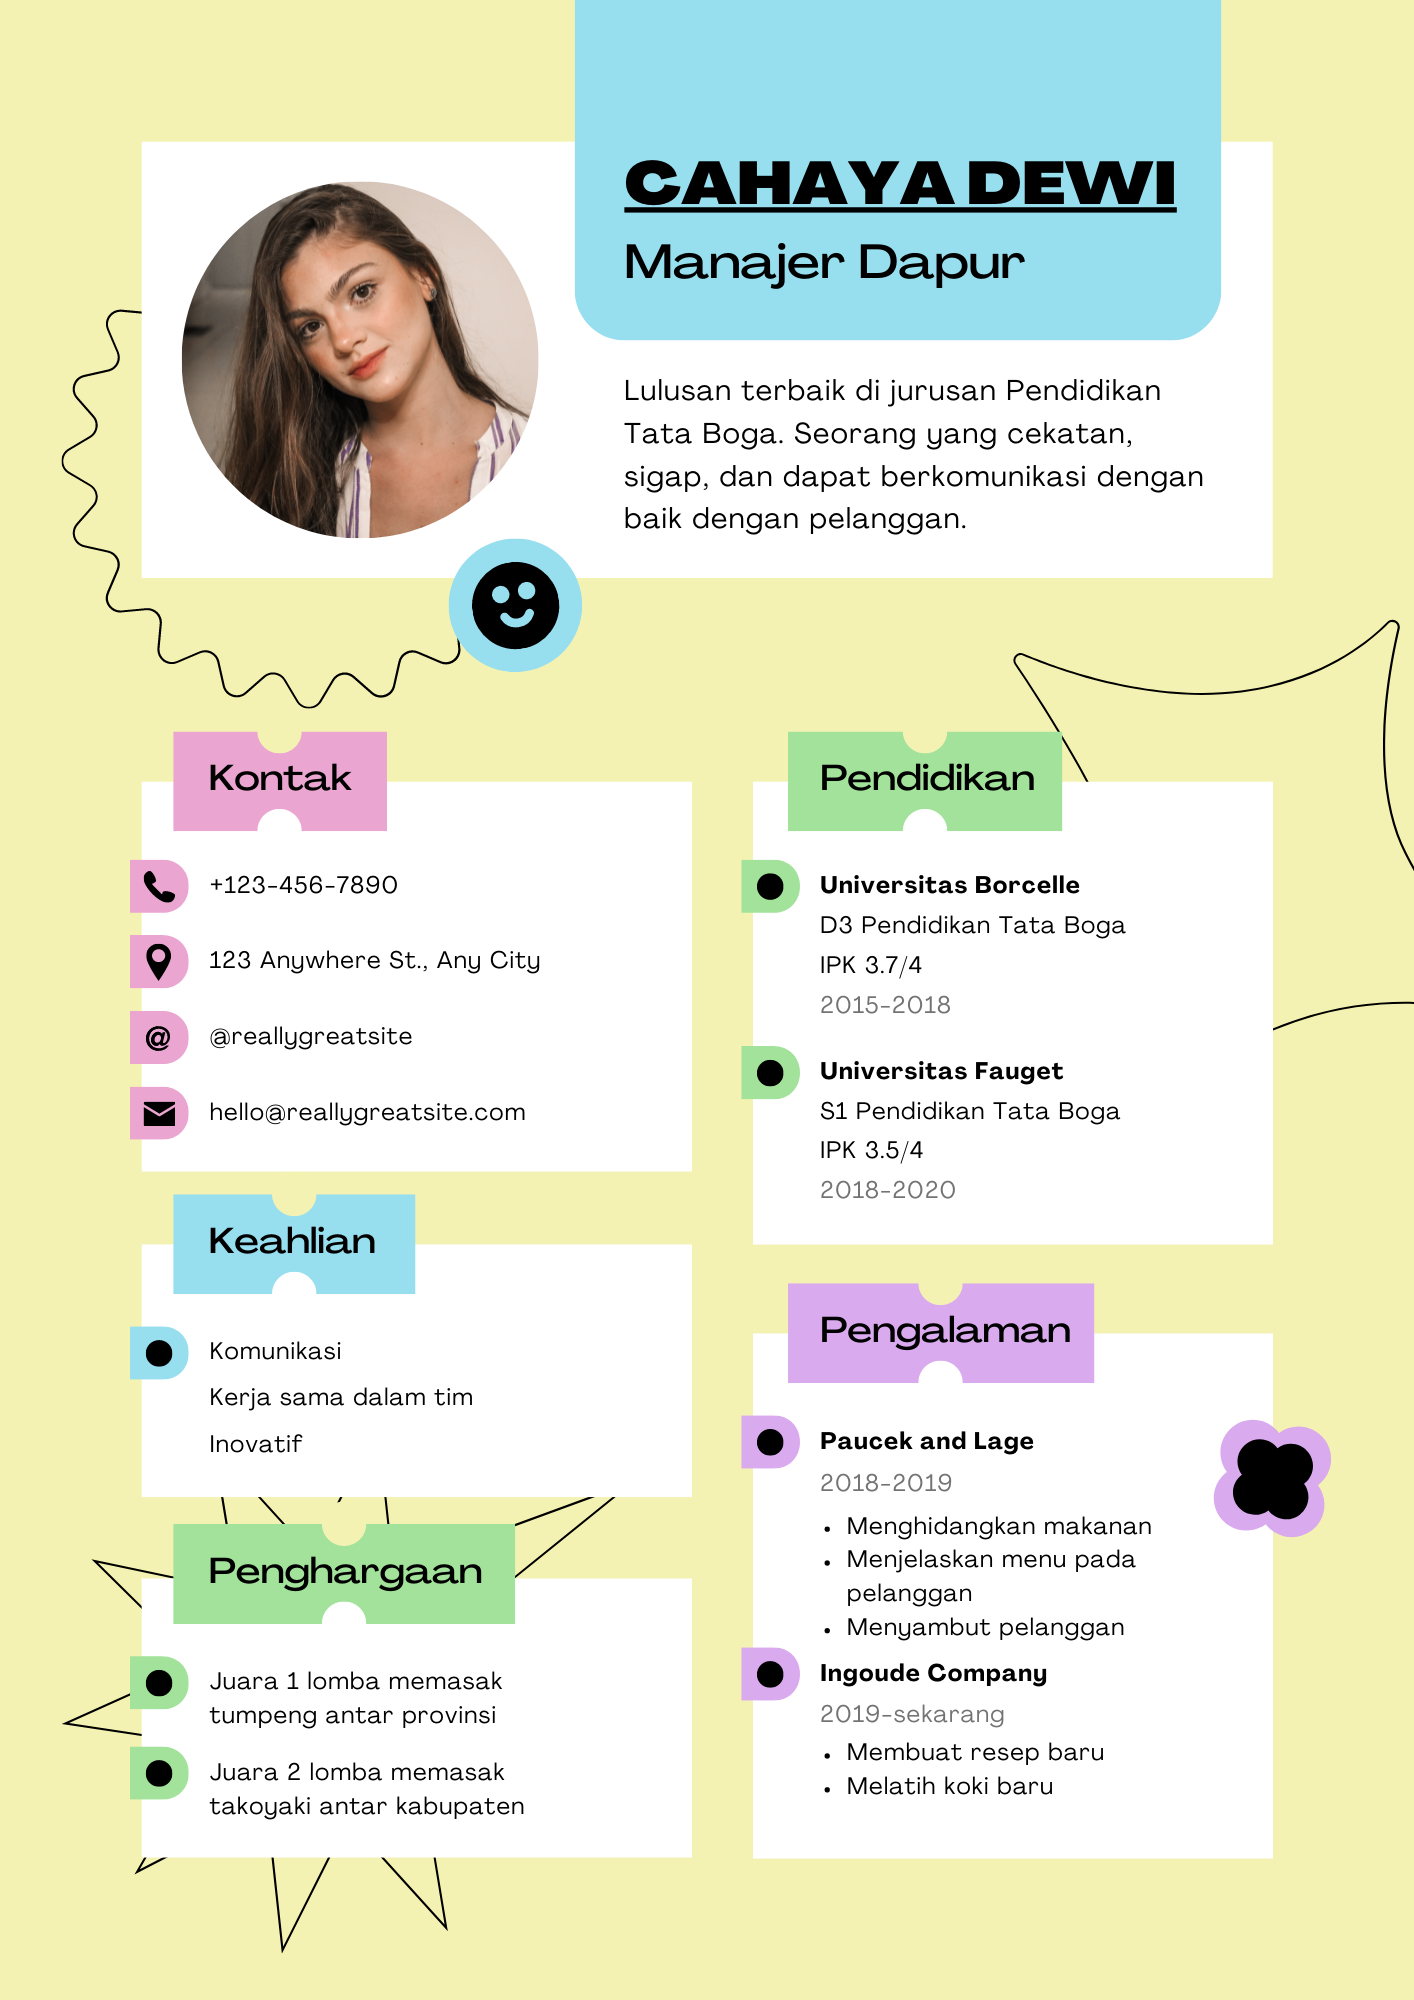 CAHAYA DEWI
Manajer Dapur
Lulusan terbaik di jurusan Pendidikan
Tata Boga. Seorang yang cekatan,
sigap, dan dapat berkomunikasi dengan
baik dengan pelanggan.
Kontak
+123-456-7890
123 Anywhere St., Any City
@
@reallygreatsite
hello@reallygreatsite.com
Keahlian
Komunikasi
Kerja sama dalam tim
Inovatif
Penghargaan
Juara 1 lomba memasak
tumpeng antar provinsi
Juara 2 lomba memasak
takoyaki antar kabupaten
Pendidikan
Universitas Borcelle
D3 Pendidikan Tata Boga
IPK 3.7/4
2015-2018
Universitas Fauget
S1 Pendidikan Tata Boga
IPK 3.5/4
2018-2020
Pengalaman
Paucek and Lage
2018-2019
• Menghidangkan makanan
• Menjelaskan menu pada
pelanggan
• Menyambut pelanggan
Ingoude Company
2019-sekarang
• Membuat resep baru
• Melatih koki baru